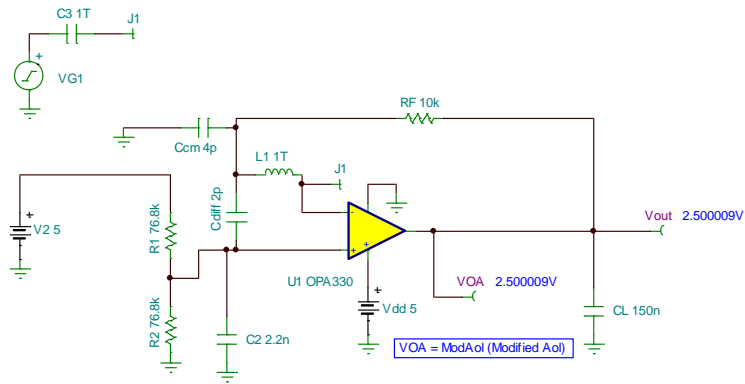 C3 1T
J1
+
VG1
RF 10k
Ccm 4p
L1 1T
J1
Cdiff 2p
-
+
+
U1 OPA330
Vout 2.500009V
VOA 2.500009V
+
V2 5
R1 76.8k
R2 76.8k
C2 2.2n
+
Vdd 5
CL 150n
VOA = ModAol (Modified Aol)